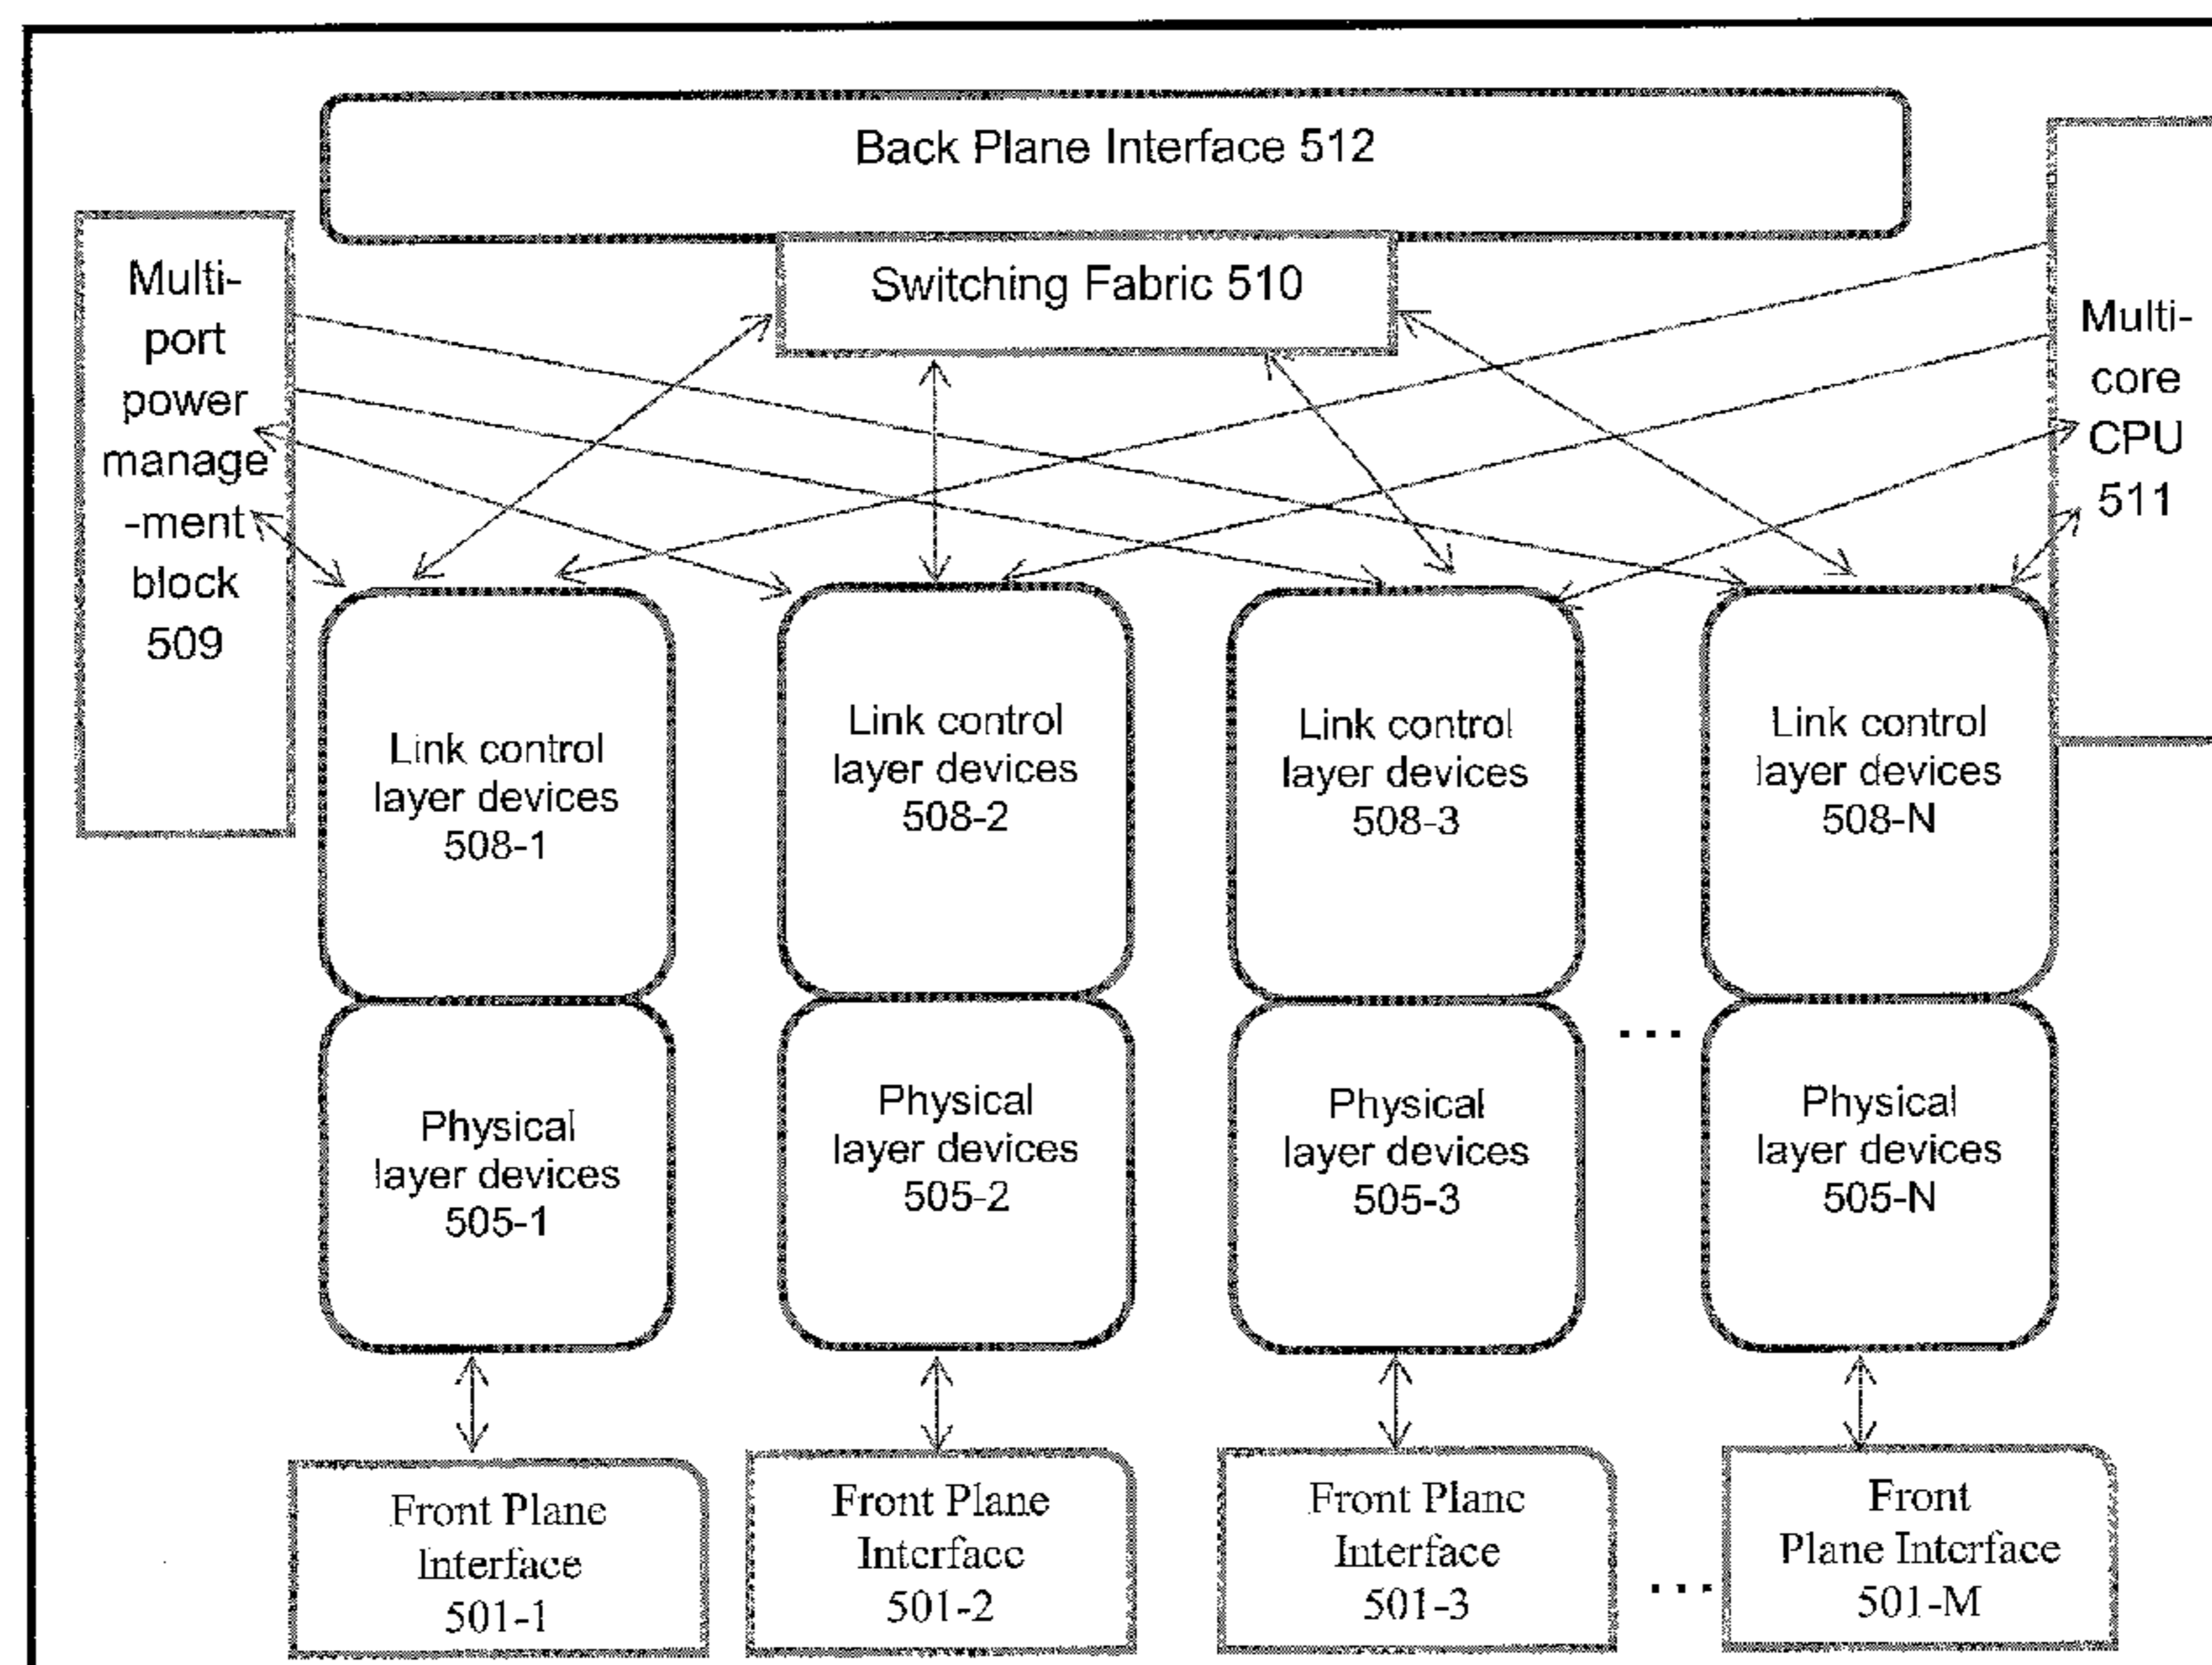 Back Plane Interface 512
Switching Fabric 510
Multi-
port
power
manage
-ment
block
509
Multi-
core
CPU
511
Link control
layer devices
508-1
Link control
layer devices
508-2
Link control
layer devices
508-3
Link control
layer devices
508-N
Physical
layer devices
505-1
Physical
layer devices
505-2
Physical
layer devices
505-3
...
Physical
layer devices
505-N
Front Plane
Interface
501-1
Front Plane
Interface
501-2
Front Plane
Interface
501-3
...
Front
Plane Interface
501-M